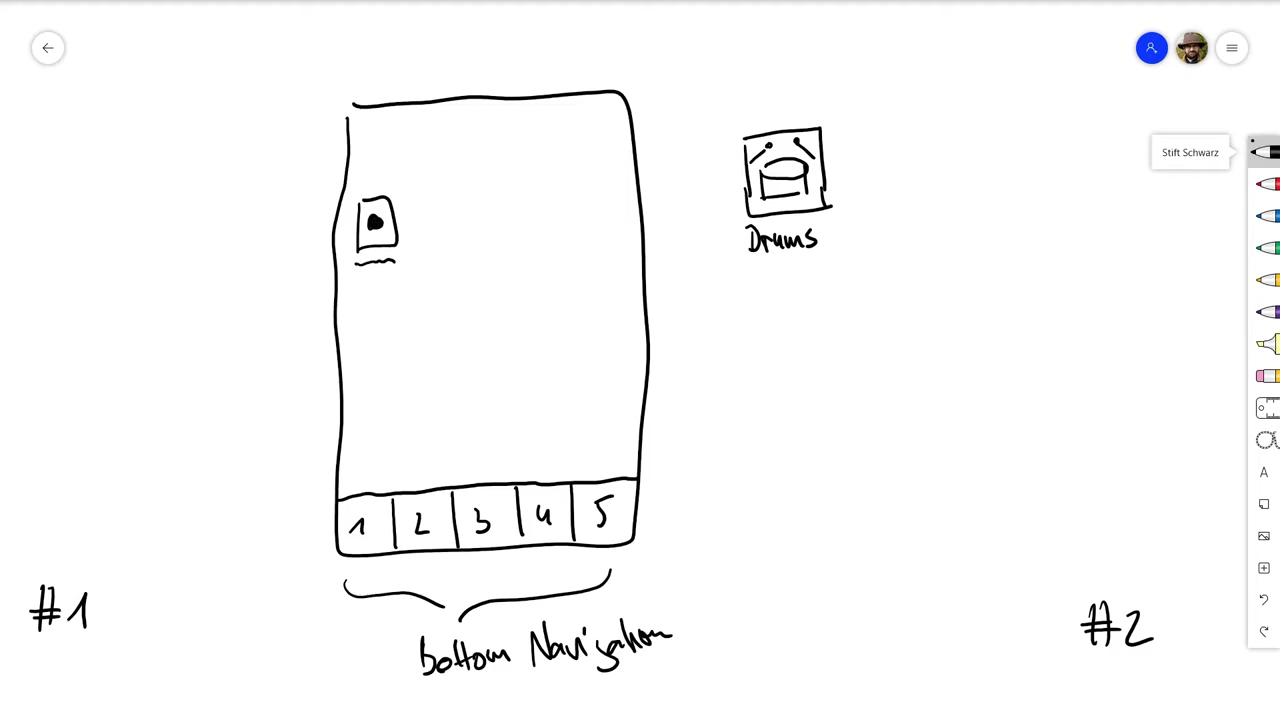 Stift Schwarz
Drums
1 2 3 4 5
#1
#2
bottom Navigation
A